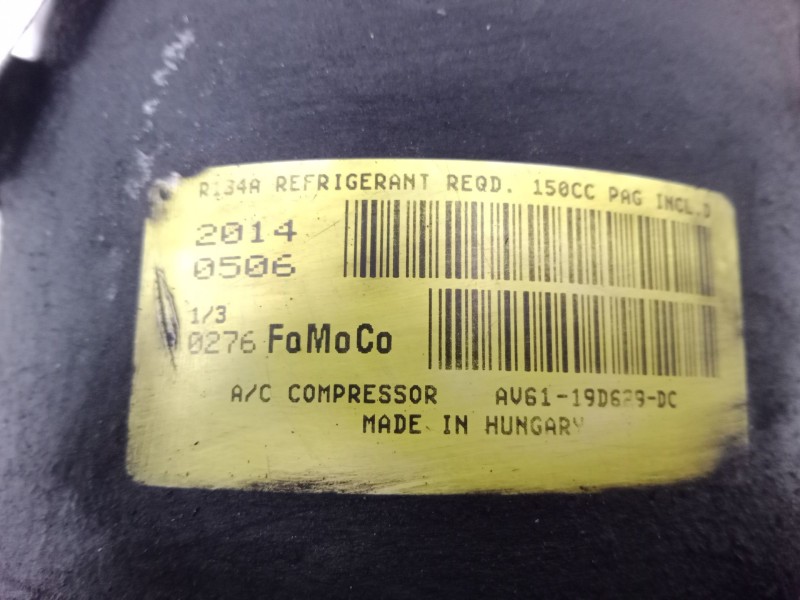 R134A REFRIGERANT REQD. 150CC PAG INCL.D
2014
0506
1/3
0276 FoMoCo
A/C COMPRESSOR AV61-19D629-DC
MADE IN HUNGARY